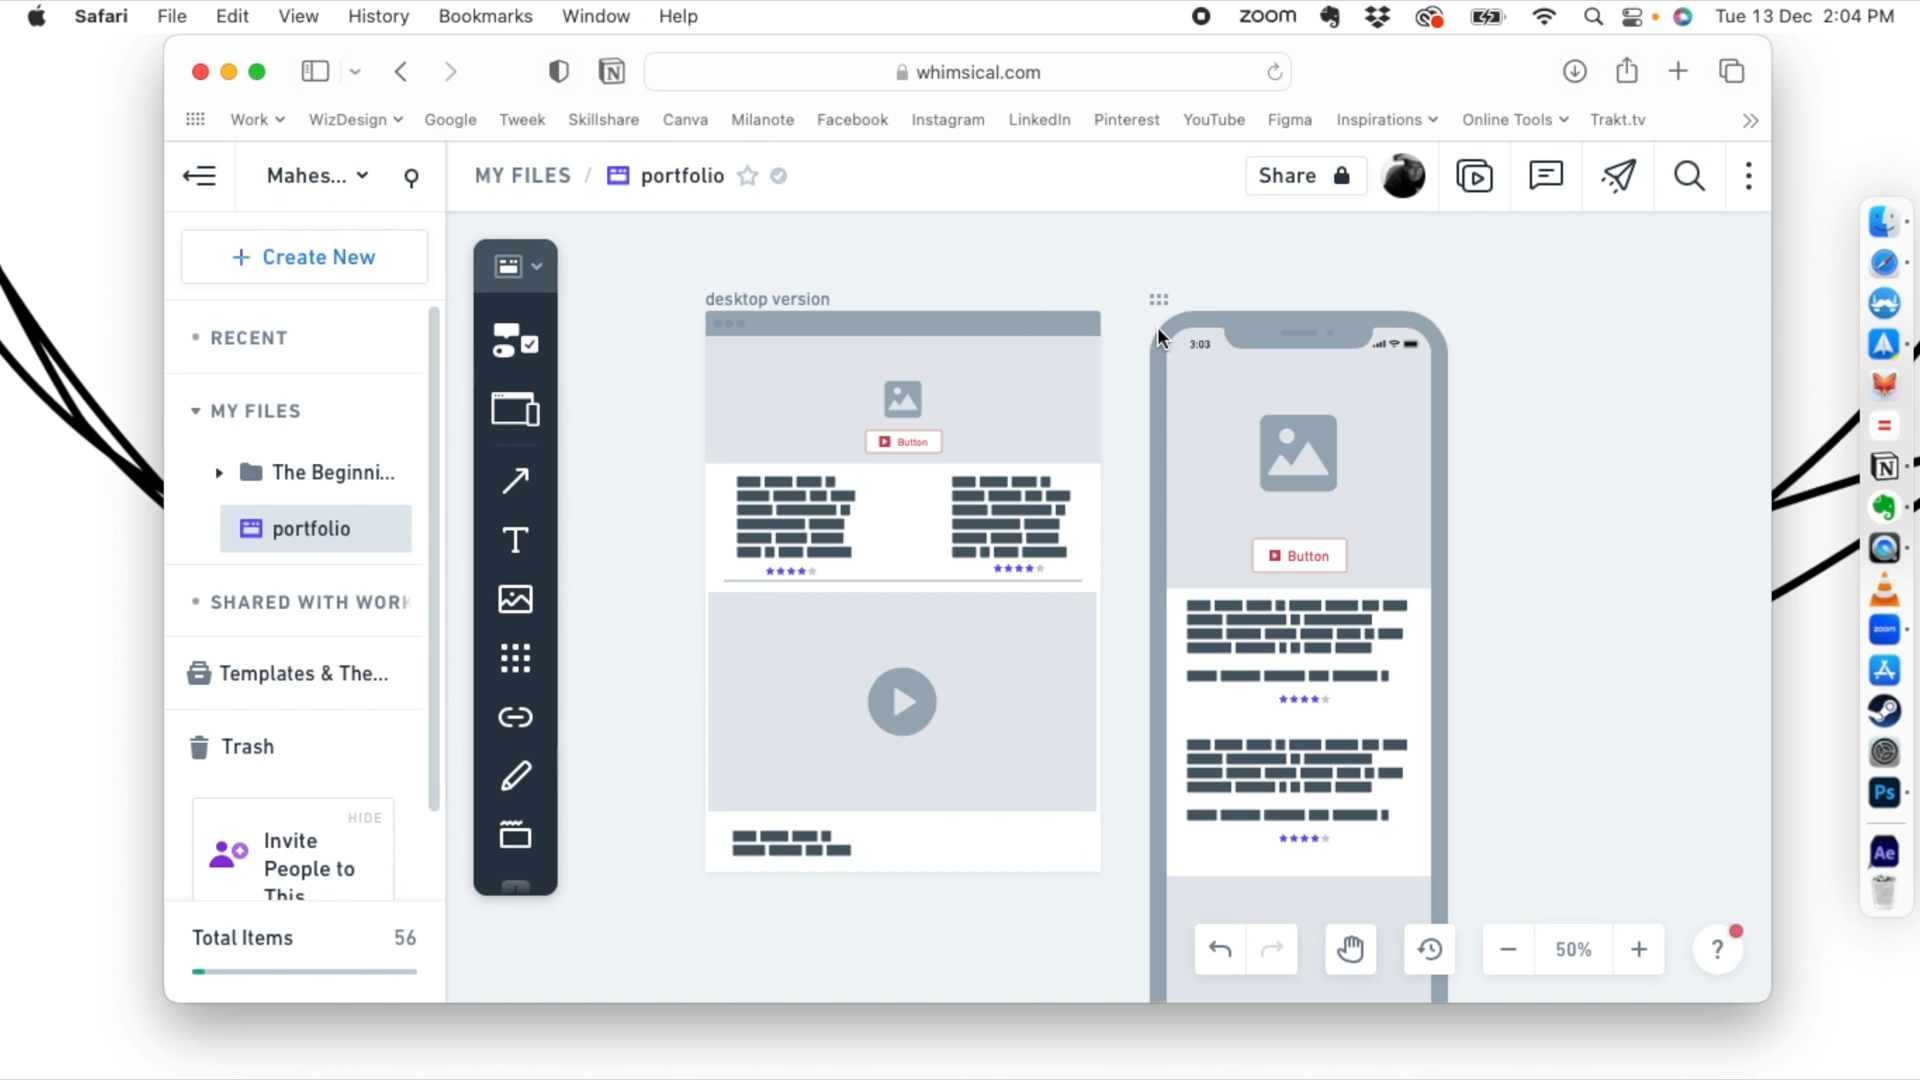 Safari File Edit View History Bookmarks Window Help zoom Tue 13 Dec 2:04 PM
whimsical.com
Work WizDesign Google Tweek Skillshare Canva Milanote Facebook Instagram LinkedIn Pinterest YouTube Figma Inspirations Online Tools Trakt.tv
Mahes... MY FILES / portfolio Share
+ Create New
RECENT
MY FILES
The Beginni...
portfolio
SHARED WITH WORK
Templates & The...
Trash
HIDE
Invite
People to
This
Total Items 56
desktop version
Button
3:03
Button
50%
?
zoom
Ps
Ae